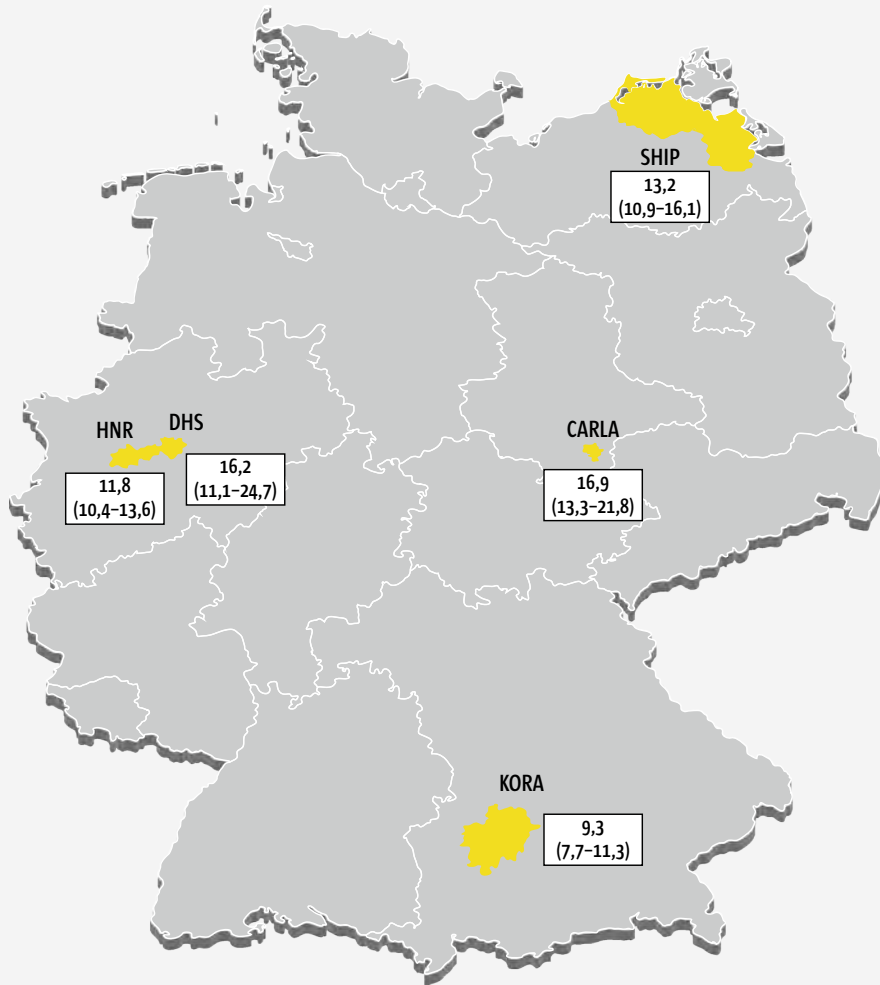 SHIP
13,2
(10,9–16,1)
HNR
11,8
(10,4–13,6)
DHS
16,2
(11,1–24,7)
CARLA
16,9
(13,3–21,8)
KORA
9,3
(7,7–11,3)